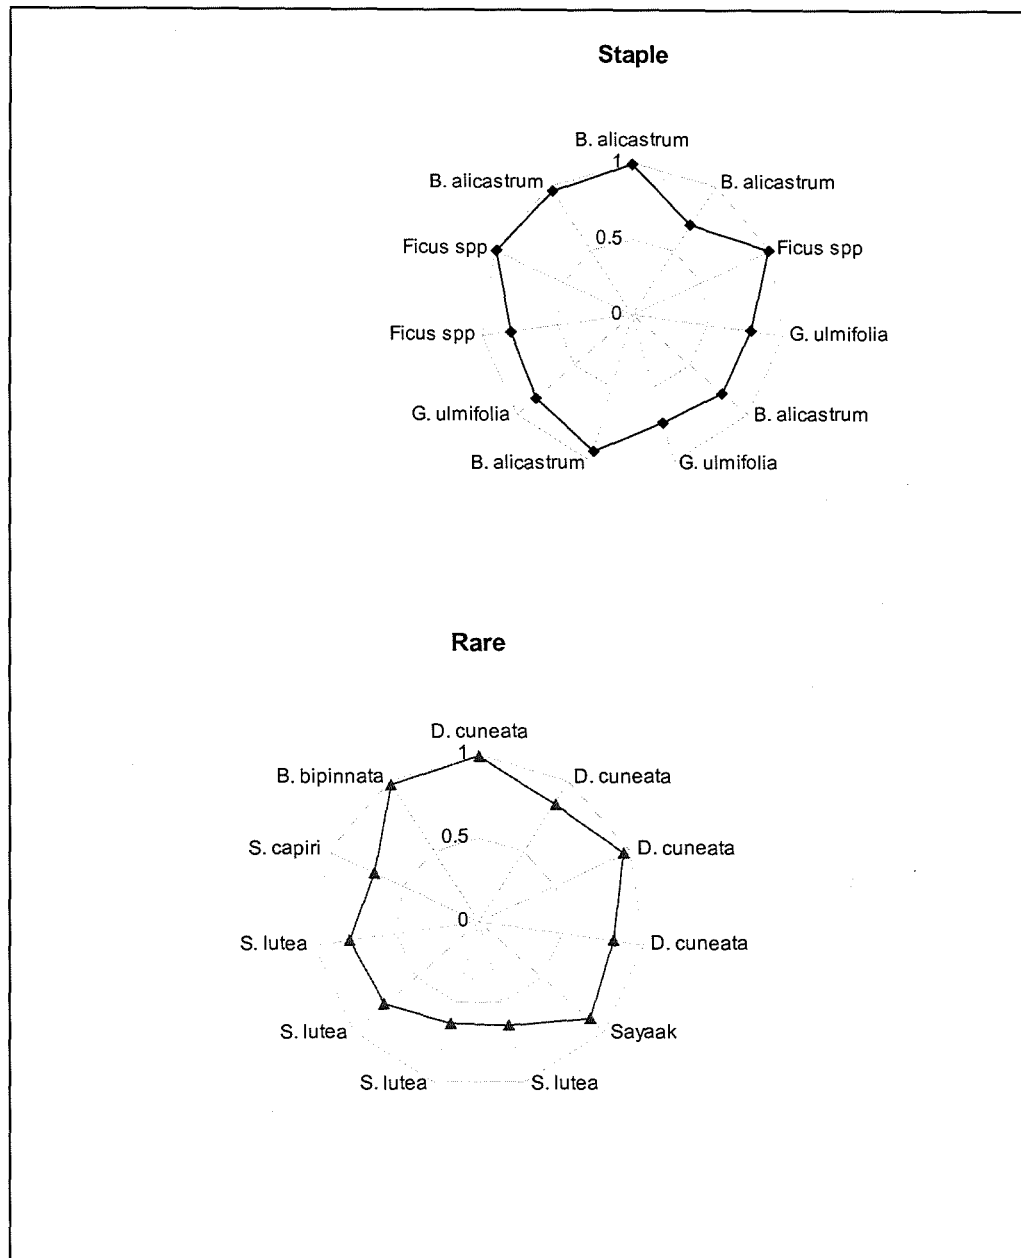 Staple
B. alicastrum
1
B. alicastrum
B. alicastrum
Ficus spp
0.5
Ficus spp
0
Ficus spp
G. ulmifolia
G. ulmifolia
B. alicastrum
B. alicastrum
G. ulmifolia
Rare
D. cuneata
1
B. bipinnata
D. cuneata
S. capiri
0.5
D. cuneata
0
S. lutea
D. cuneata
S. lutea
Sayaak
S. lutea
S. lutea